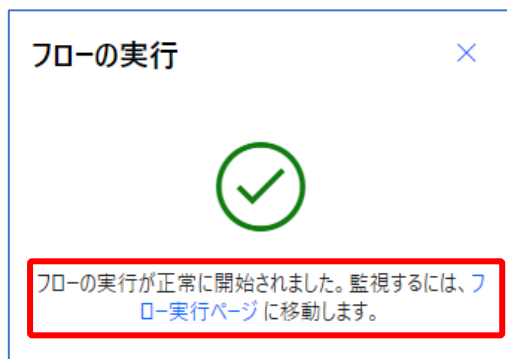 フローの実行
フローの実行が正常に開始されました。監視するには、フ
ロー実行ページ に移動します。